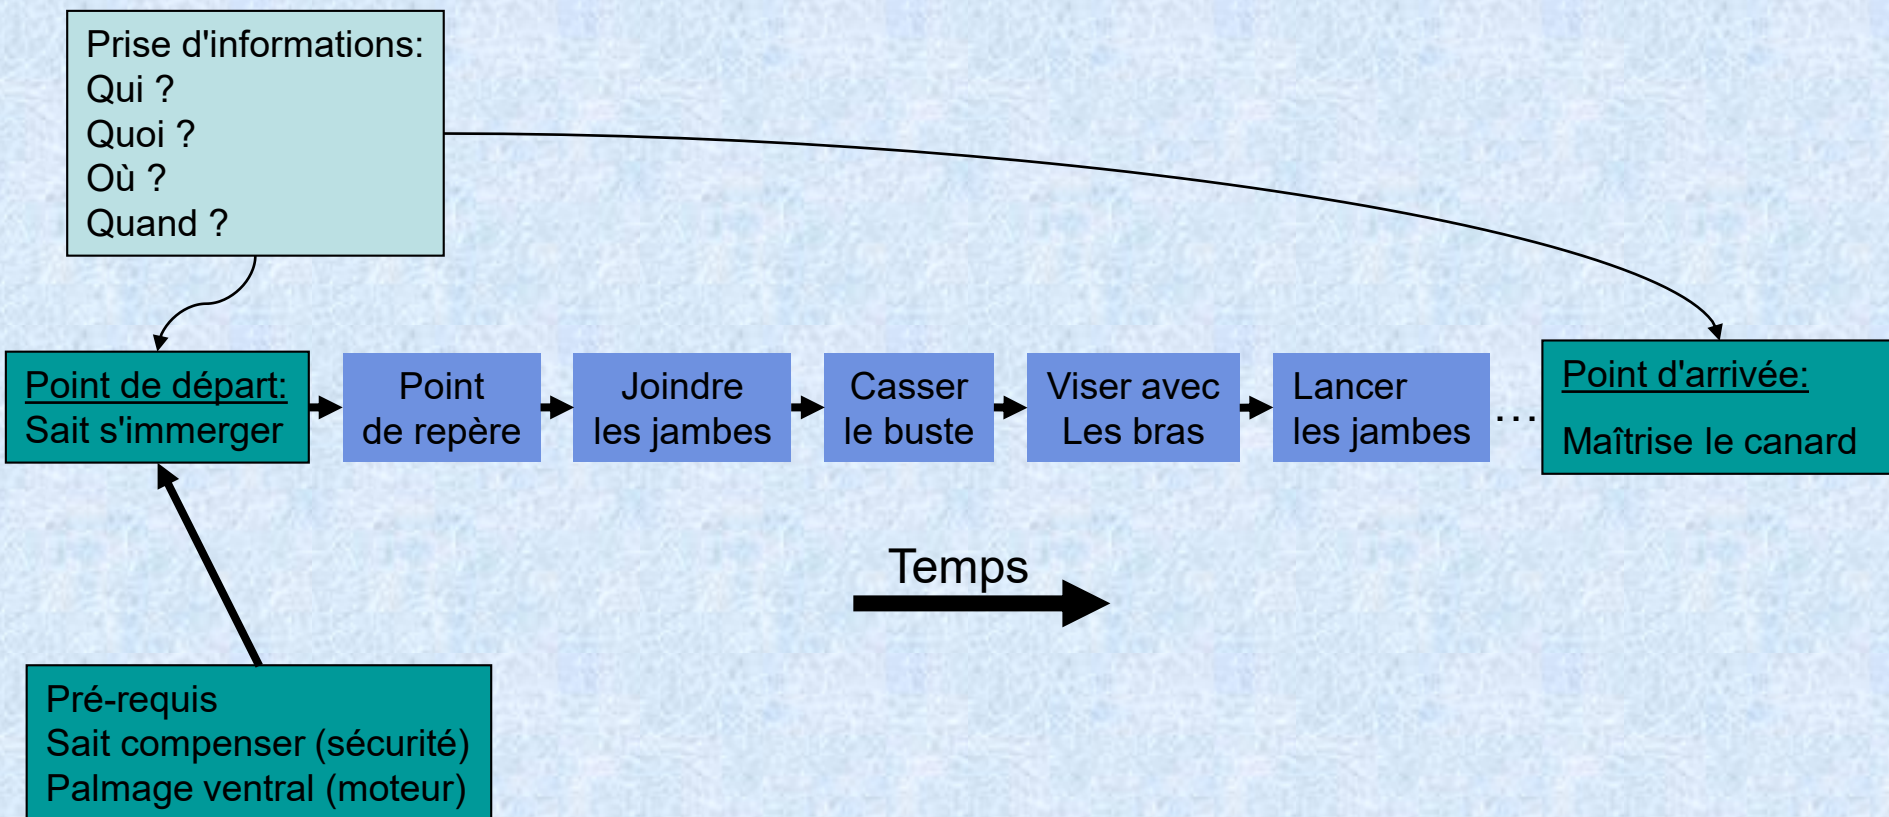 Prise d'informations:
Qui ?
Quoi ?
Où ?
Quand ?
Point de départ:
Sait s'immerger
Point
de repère
Joindre
les jambes
Casser
le buste
Viser avec
Les bras
Lancer
les jambes
...
Point d'arrivée:
Maîtrise le canard
Temps
Pré-requis
Sait compenser (sécurité)
Palmage ventral (moteur)